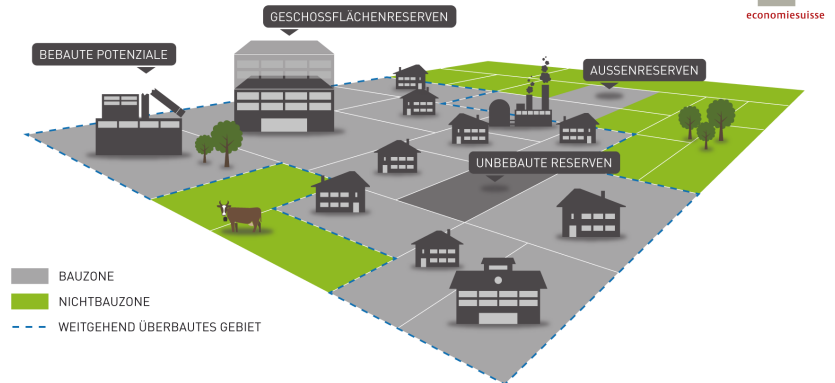 economiesuisse
GESCHOSSFLÄCHENRESERVEN
BEBAUTE POTENZIALE
AUSSENRESERVEN
UNBEBAUTE RESERVEN
BAUZONE
NICHTBAUZONE
WEITGEHEND ÜBERBAUTES GEBIET